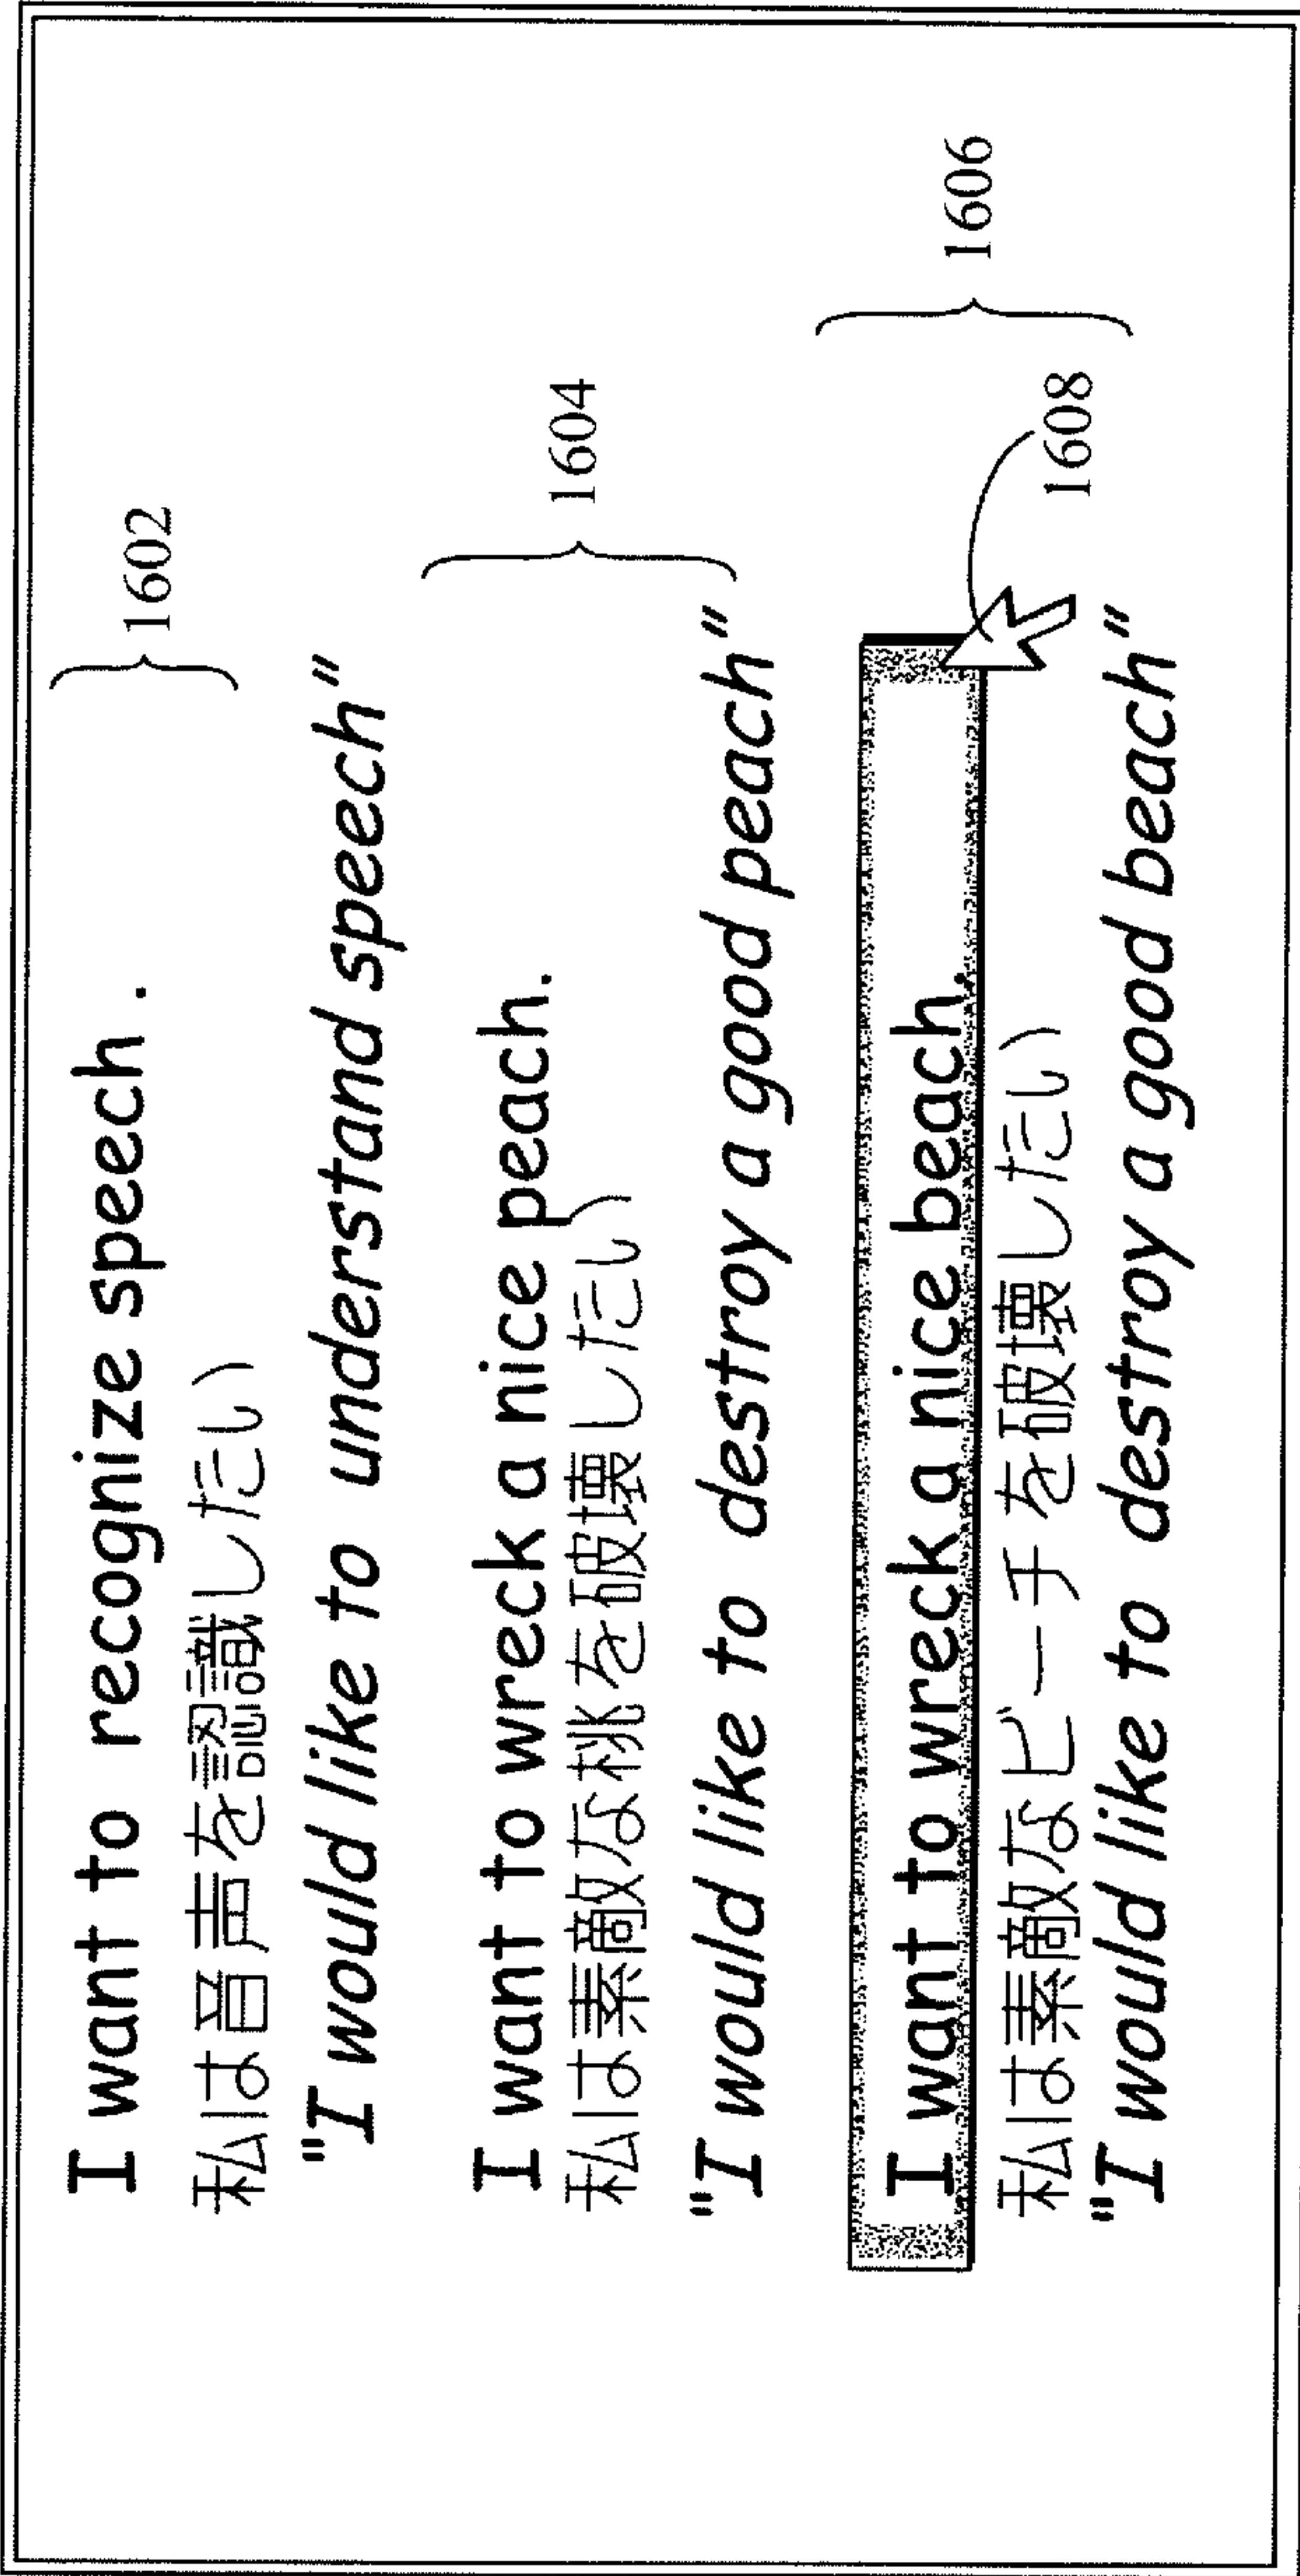 I want to recognize speech.
1602
私は音声を認識したい
"I would like to understand speech"
I want to wreck a nice peach.
1604
私は素敵な桃を破壊したい
"I would like to destroy a good peach"
I want to wreck a nice beach.
1606
私は素敵なビーチを破壊したい
1608
"I would like to destroy a good beach"